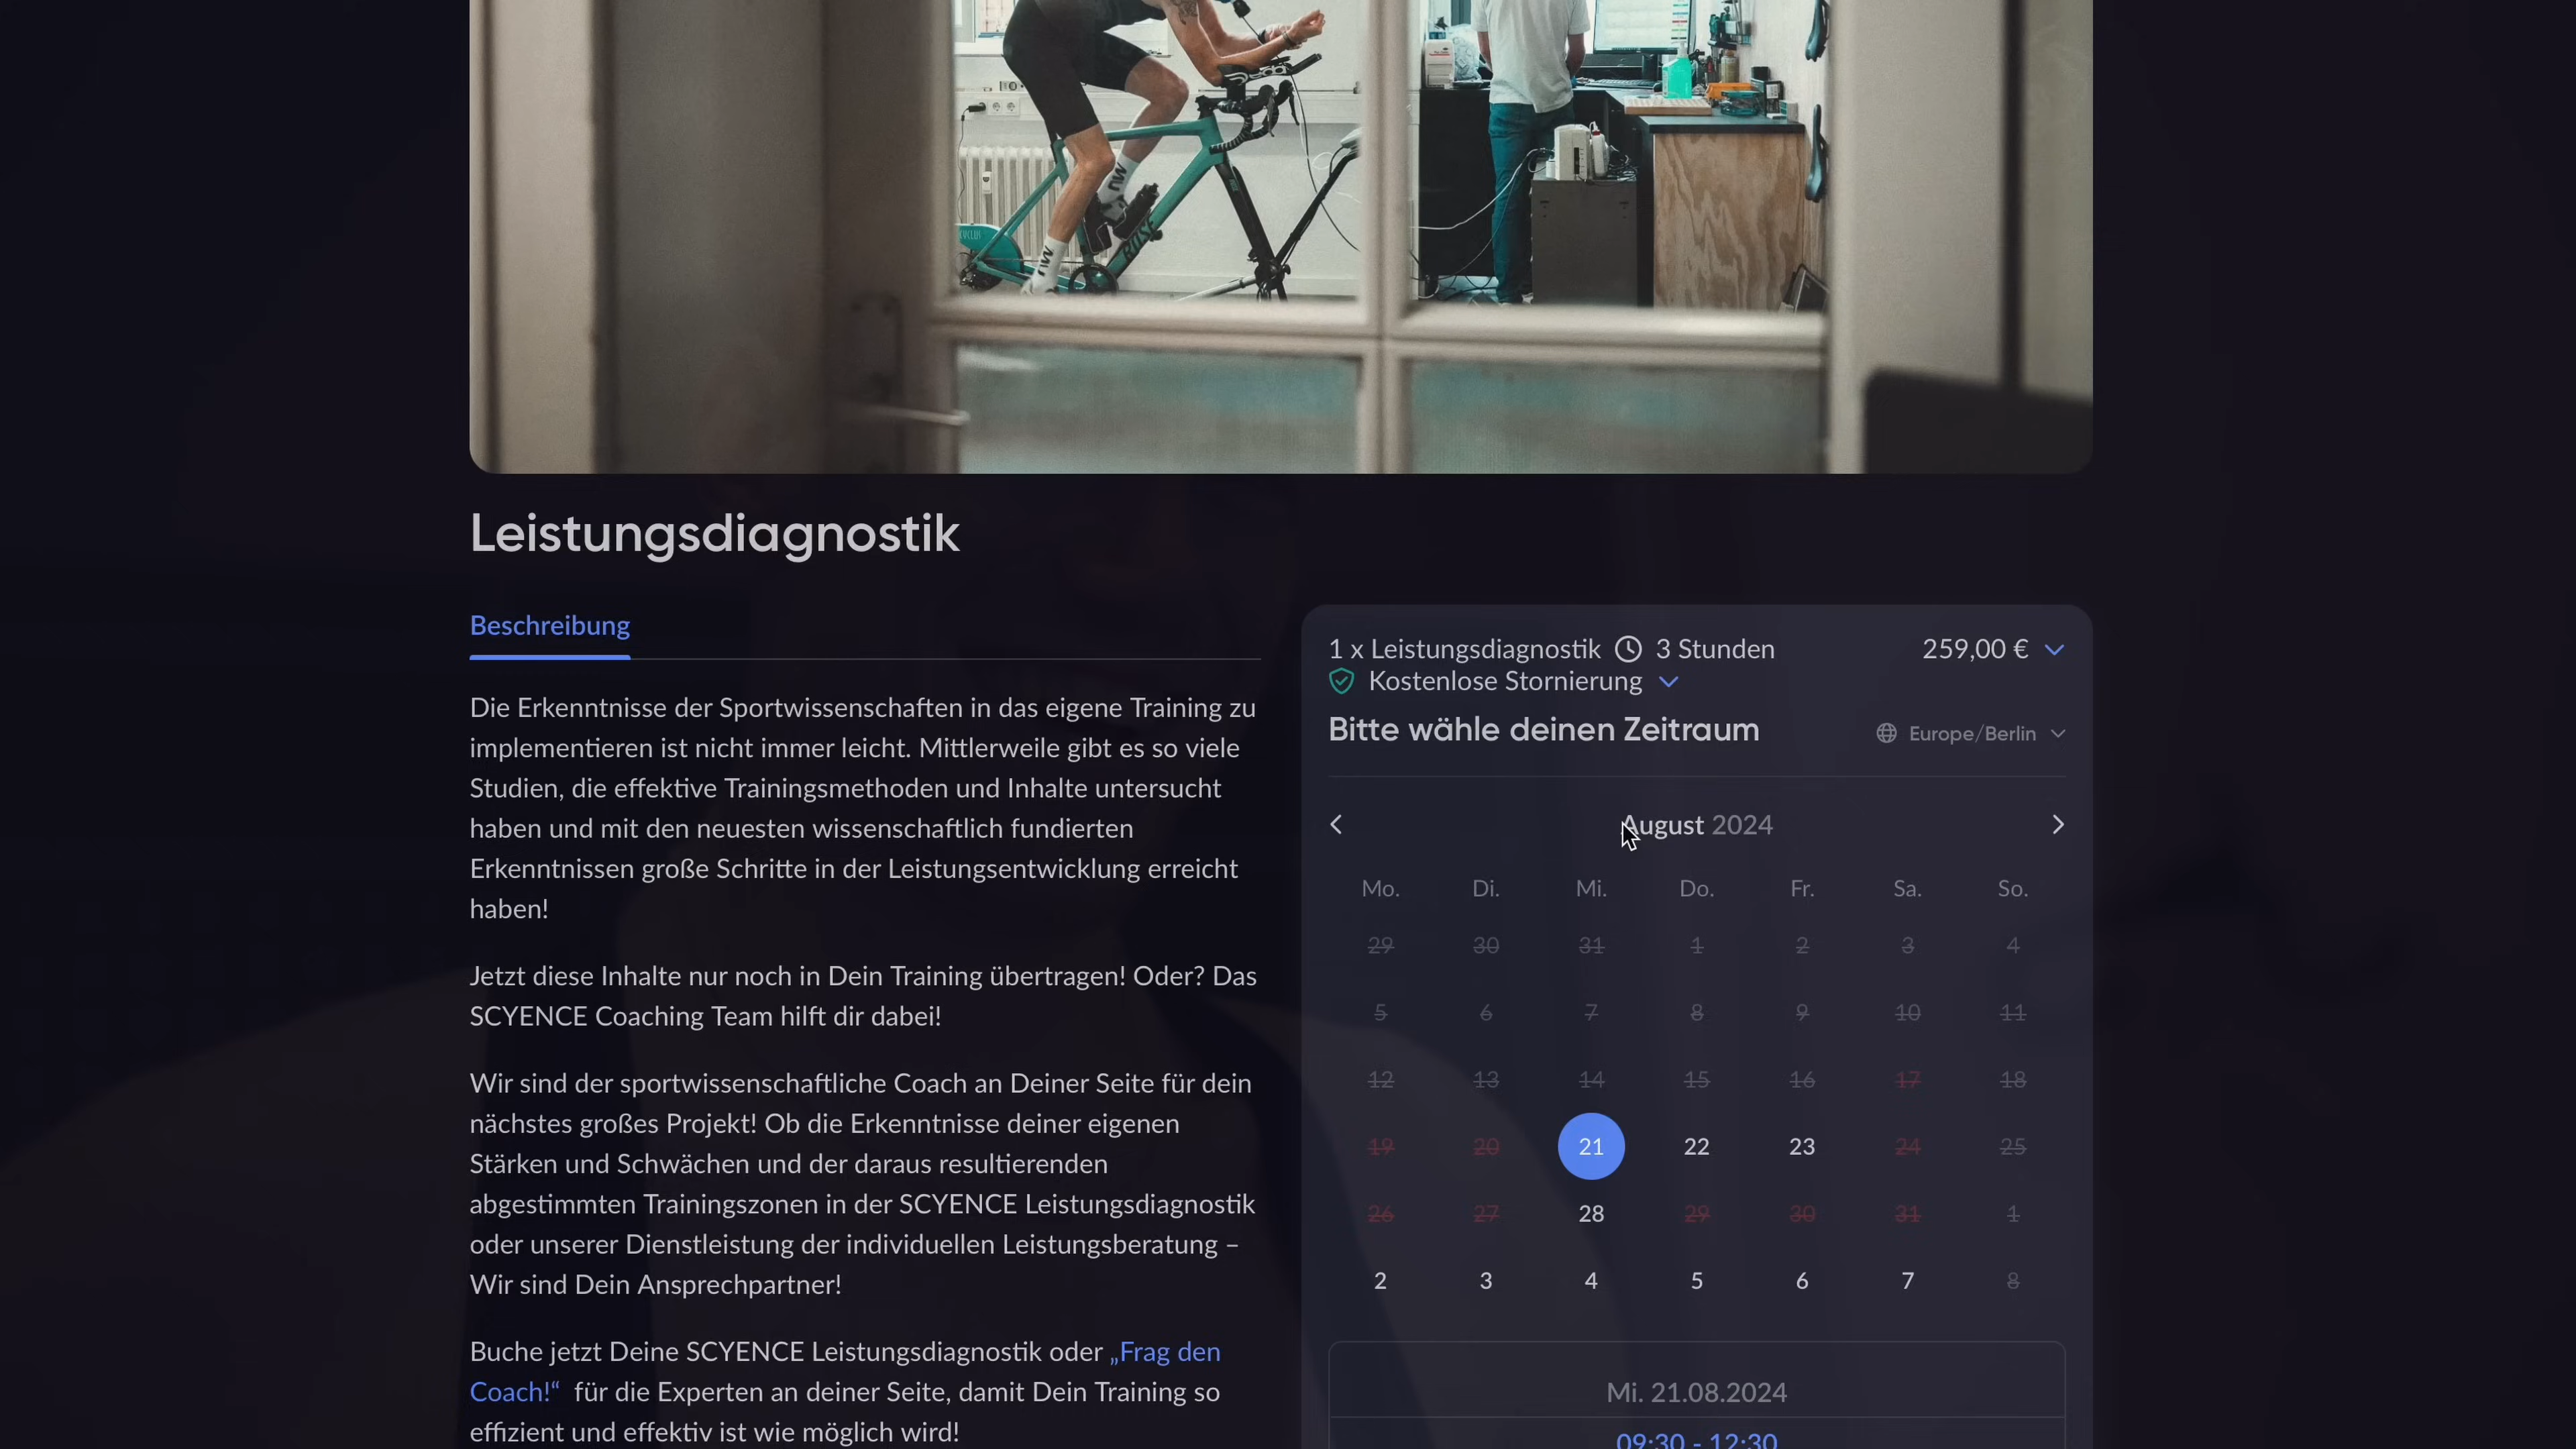 CYCLUS
ROSE
NW
NW
Leistungsdiagnostik
Beschreibung
Die Erkenntnisse der Sportwissenschaften in das eigene Training zu
implementieren ist nicht immer leicht. Mittlerweile gibt es so viele
Studien, die effektive Trainingsmethoden und Inhalte untersucht
haben und mit den neuesten wissenschaftlich fundierten
Erkenntnissen große Schritte in der Leistungsentwicklung erreicht
haben!
Jetzt diese Inhalte nur noch in Dein Training übertragen! Oder? Das
SCYENCE Coaching Team hilft dir dabei!
Wir sind der sportwissenschaftliche Coach an Deiner Seite für dein
nächstes großes Projekt! Ob die Erkenntnisse deiner eigenen
Stärken und Schwächen und der daraus resultierenden
abgestimmten Trainingszonen in der SCYENCE Leistungsdiagnostik
oder unserer Dienstleistung der individuellen Leistungsberatung –
Wir sind Dein Ansprechpartner!
Buche jetzt Deine SCYENCE Leistungsdiagnostik oder „Frag den
Coach!“ für die Experten an deiner Seite, damit Dein Training so
effizient und effektiv ist wie möglich wird!
1 x Leistungsdiagnostik 3 Stunden 259,00 €
Kostenlose Stornierung
Bitte wähle deinen Zeitraum Europe/Berlin
August 2024
Mo. Di. Mi. Do. Fr. Sa. So.
29 30 31 1 2 3 4
5 6 7 8 9 10 11
12 13 14 15 16 17 18
19 20 21 22 23 24 25
26 27 28 29 30 31 1
2 3 4 5 6 7 8
Mi. 21.08.2024
09:30 - 12:30